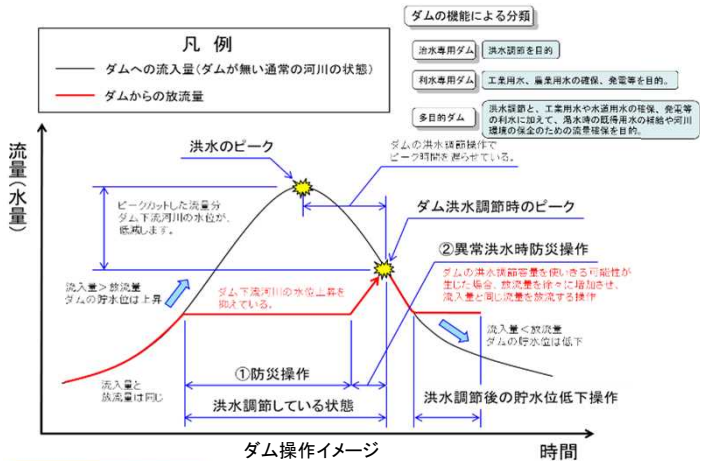 ダムの機能による分類
凡 例
ダムへの流入量(ダムが無い通常の河川の状態)
ダムからの放流量
治水専用ダム
洪水調節を目的
利水専用ダム
工業用水、農業用水の確保、発電等を目的。
多目的ダム
洪水調節と、工業用水や水道用水の確保、発電等
の利水に加えて、渇水時の既得用水の補給や河川
環境の保全のための流量確保を目的。
流量(水量)
洪水のピーク
ダムの洪水調節操作で
ピーク時間を遅らせている。
ピークカットした流量分
ダム下流河川の水位が、
低減します。
ダム洪水調節時のピーク
②異常洪水時防災操作
ダムの洪水調節容量を使いきる可能性が
生じた場合、放流量を徐々に増加させ、
流入量と同じ流量を放流する操作
流入量>放流量
ダムの貯水位は上昇
ダム下流河川の水位上昇を
抑えている。
流入量<放流量
ダムの貯水位は低下
流入量と
放流量は同じ
①防災操作
洪水調節している状態
洪水調節後の貯水位低下操作
ダム操作イメージ
時間